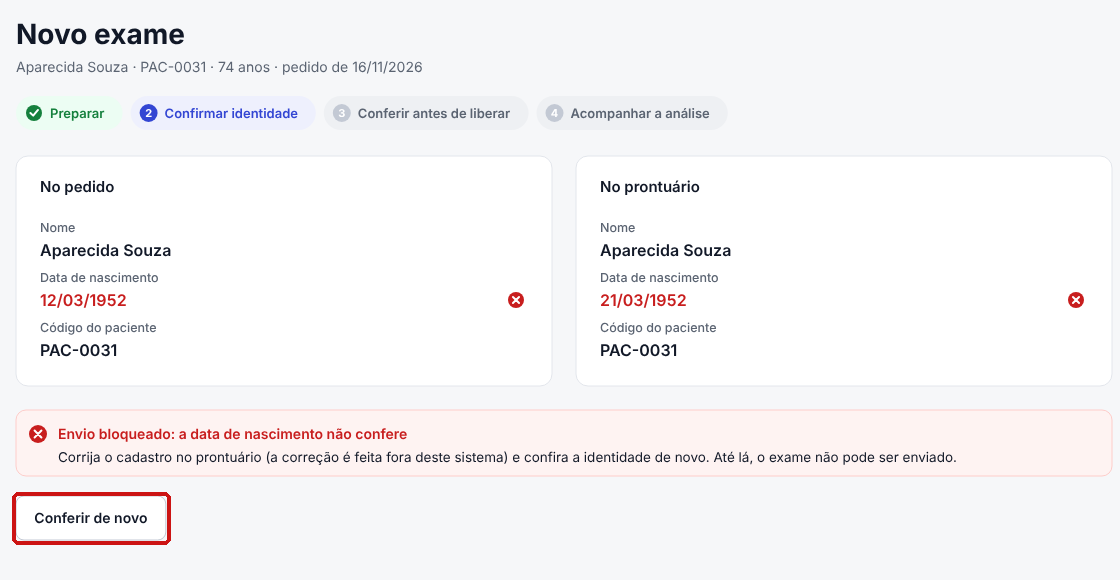 Novo exame
Aparecida Souza · PAC-0031 · 74 anos · pedido de 16/11/2026
Preparar
2 Confirmar identidade
3 Conferir antes de liberar
4 Acompanhar a análise
No pedido
Nome
Aparecida Souza
Data de nascimento
12/03/1952
Código do paciente
PAC-0031
No prontuário
Nome
Aparecida Souza
Data de nascimento
21/03/1952
Código do paciente
PAC-0031
Envio bloqueado: a data de nascimento não confere
Corrija o cadastro no prontuário (a correção é feita fora deste sistema) e confira a identidade de novo. Até lá, o exame não pode ser enviado.
Conferir de novo